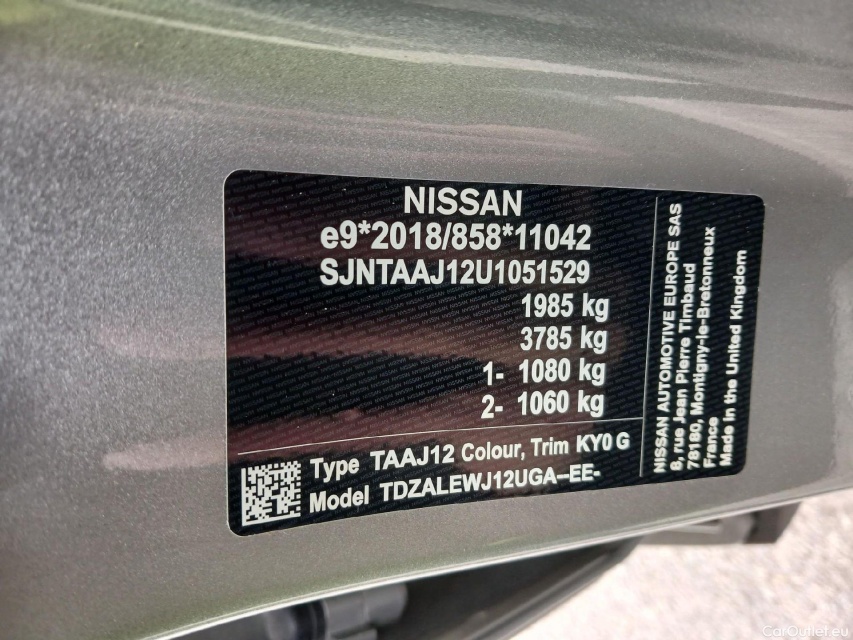 NISSAN
e9*2018/858*11042
SJNTAAJ12U1051529
1985 kg
3785 kg
1- 1080 kg
2- 1060 kg
Type TAAJ12 Colour, Trim KY0 G
Model TDZALEWJ12UGA--EE-
NISSAN AUTOMOTIVE EUROPE SAS
8, rue Jean Pierre Timbaud
78180, Montigny-le-Bretonneux
France
Made in the United Kingdom
CarOutlet.eu